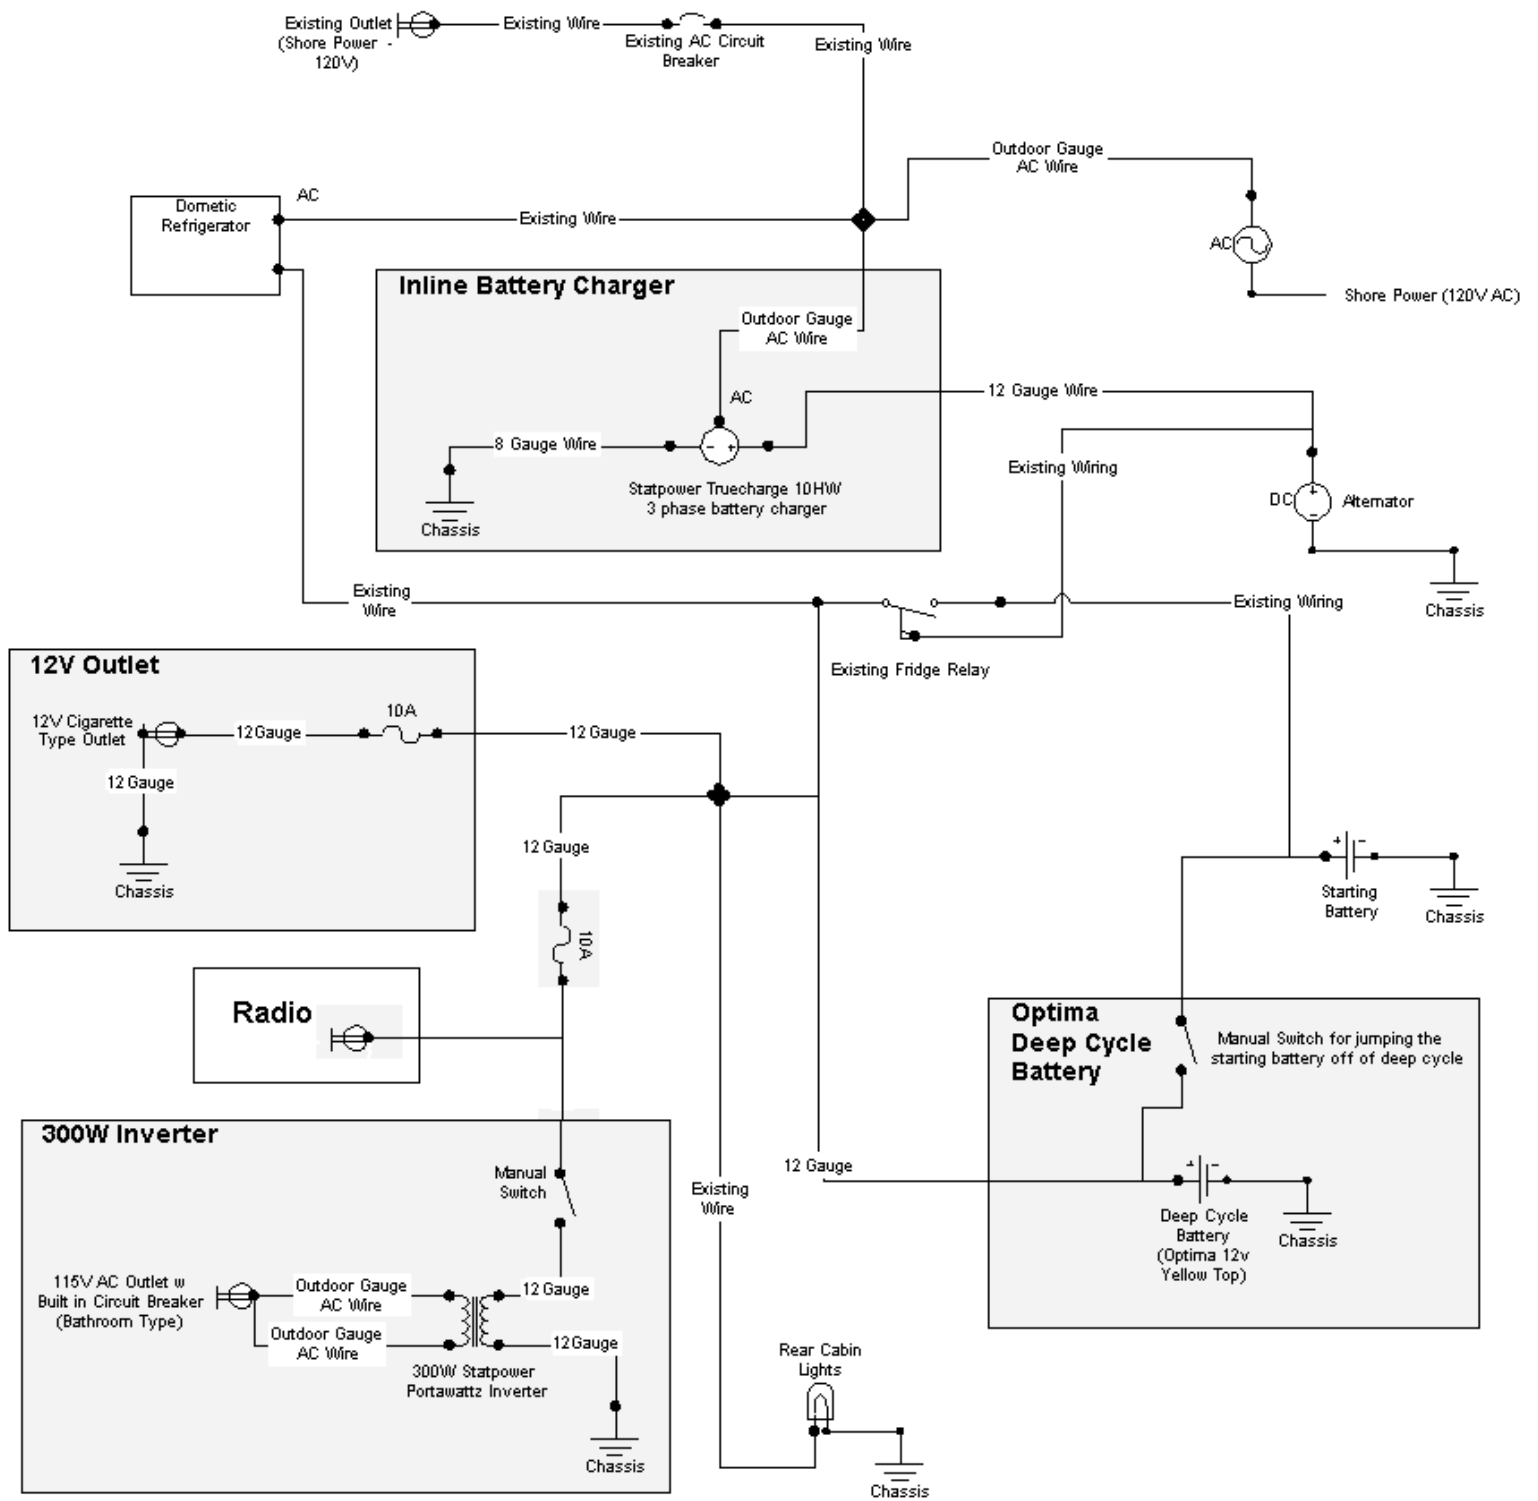 Existing Outlet
(Shore Power -
120V)
Existing Wire
Existing AC Circuit
Breaker
Existing Wire
Outdoor Gauge
AC Wire
AC
Shore Power (120V AC)
Dometic
Refrigerator
AC
Existing Wire
Inline Battery Charger
Outdoor Gauge
AC Wire
AC
12 Gauge Wire
8 Gauge Wire
- +
Chassis
Statpower Truecharge 10HW
3 phase battery charger
Existing Wiring
DC
+
-
Alternator
Chassis
Existing
Wire
Existing Wiring
Existing Fridge Relay
12V Outlet
12V Cigarette
Type Outlet
12Gauge
10A
12Gauge
12 Gauge
Chassis
12 Gauge
10A
Radio
+ -
Starting
Battery
Chassis
Optima
Deep Cycle
Battery
Manual Switch for jumping the
starting battery off of deep cycle
12 Gauge
+ -
Deep Cycle
Battery
(Optima 12v
Yellow Top)
Chassis
300W Inverter
Manual
Switch
Existing
Wire
115V AC Outlet w
Built in Circuit Breaker
(Bathroom Type)
Outdoor Gauge
AC Wire
12 Gauge
Outdoor Gauge
AC Wire
12Gauge
300W Statpower
Portawattz Inverter
Chassis
Rear Cabin
Lights
Chassis